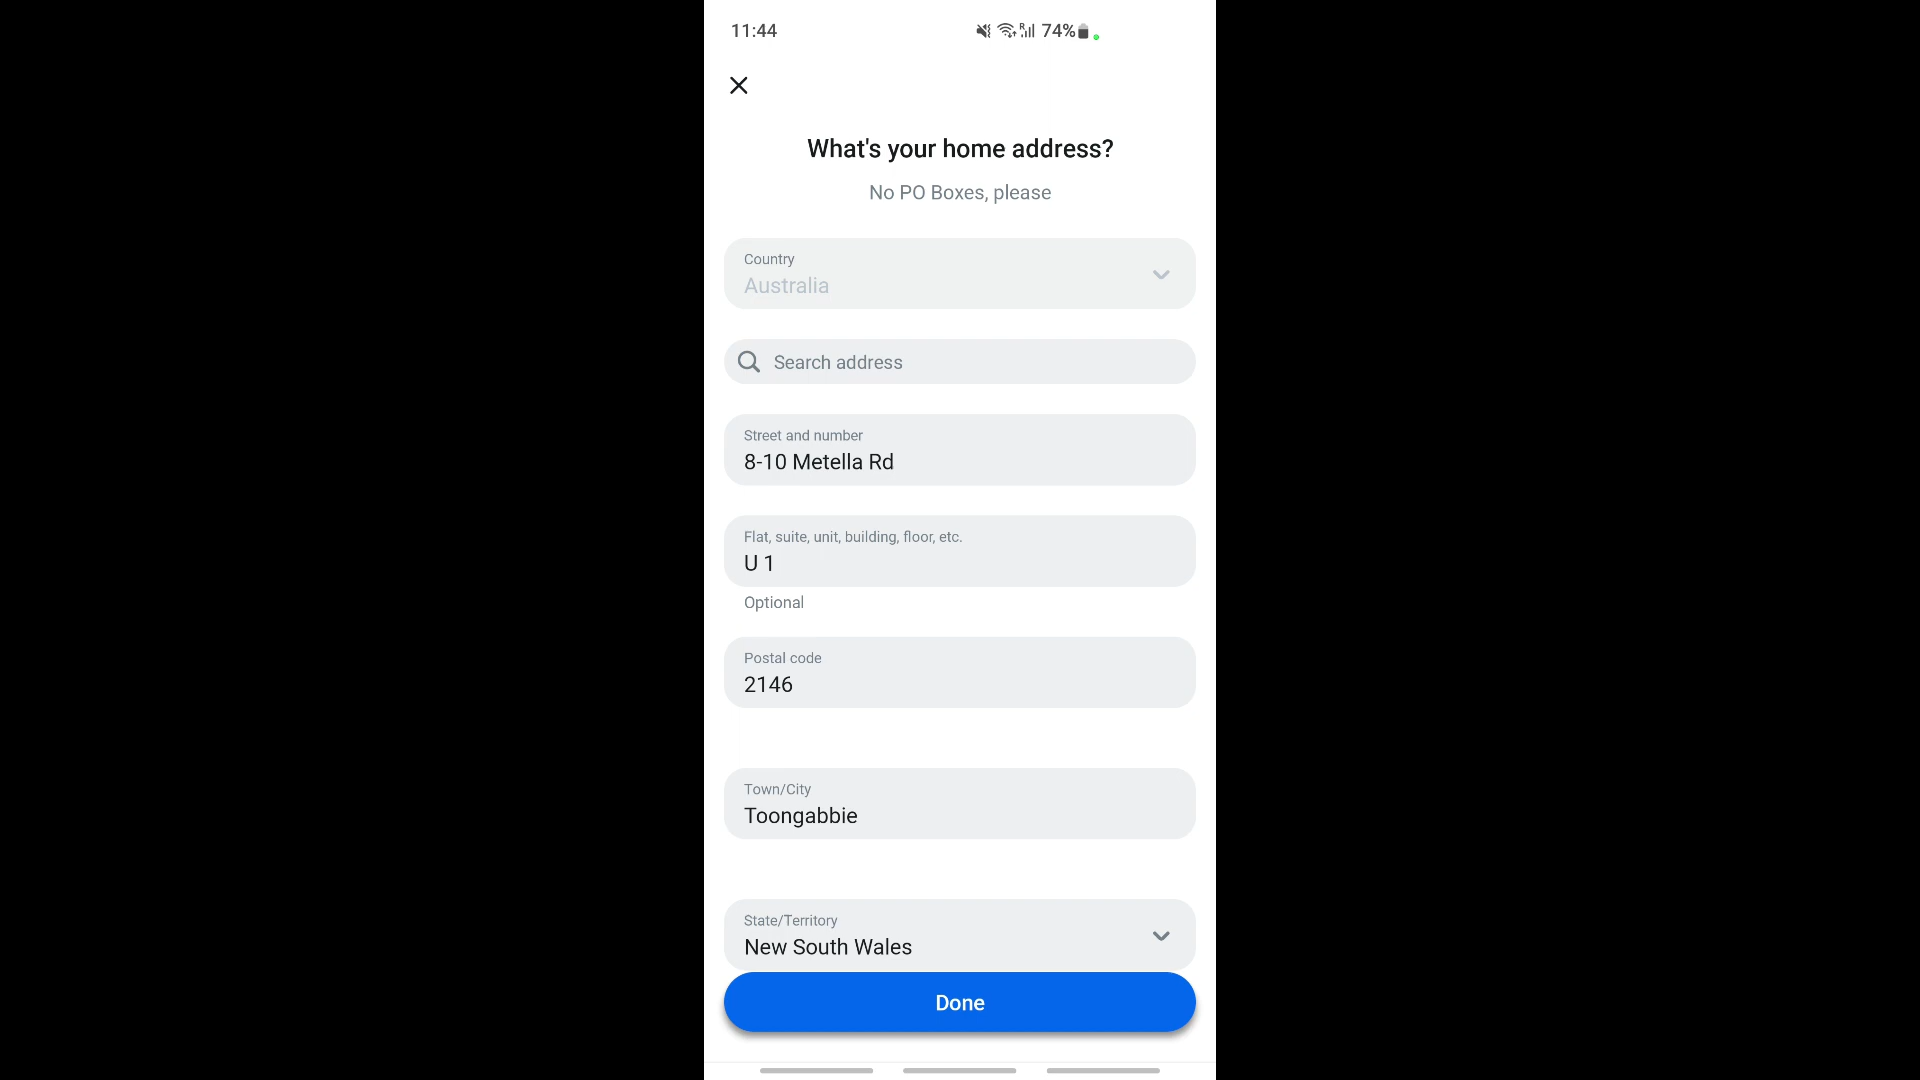 11:44
R 74%
What's your home address?
No PO Boxes, please
Country
Australia
Search address
Street and number
8-10 Metella Rd
Flat, suite, unit, building, floor, etc.
U 1
Optional
Postal code
2146
Town/City
Toongabbie
State/Territory
New South Wales
Done